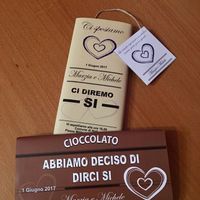 Ci sposiamo
1 Giugno 2017
Marzia e Michele
CI DIREMO
SI
CIOCCOLATO
ABBIAMO DECISO DI
DIRCI SI
1 Giugno 2017
Marzia e Michele